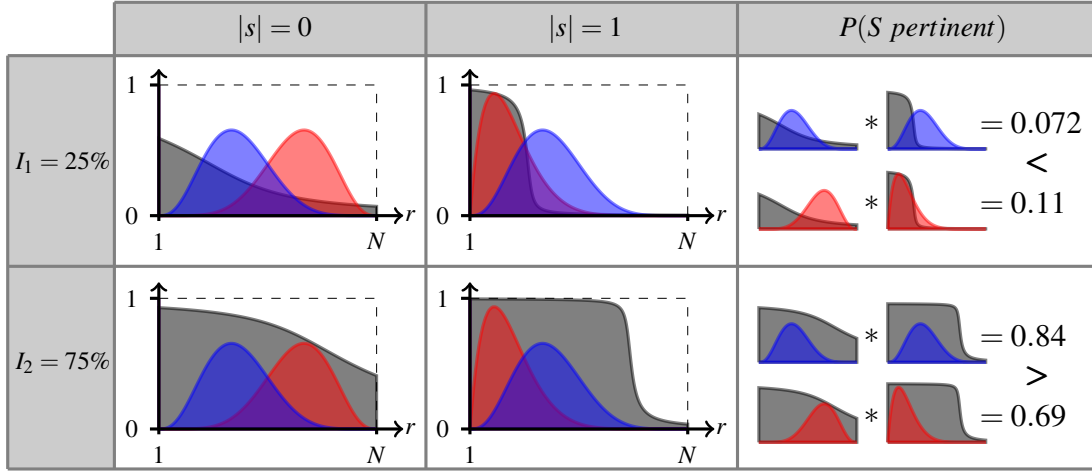 |s| = 0 |s| = 1 P(S pertinent)
I₁ = 25%
1
0
1 N r
1
0
1 N r
* = 0.072
<
* = 0.11
I₂ = 75%
1
0
1 N r
1
0
1 N r
* = 0.84
>
* = 0.69